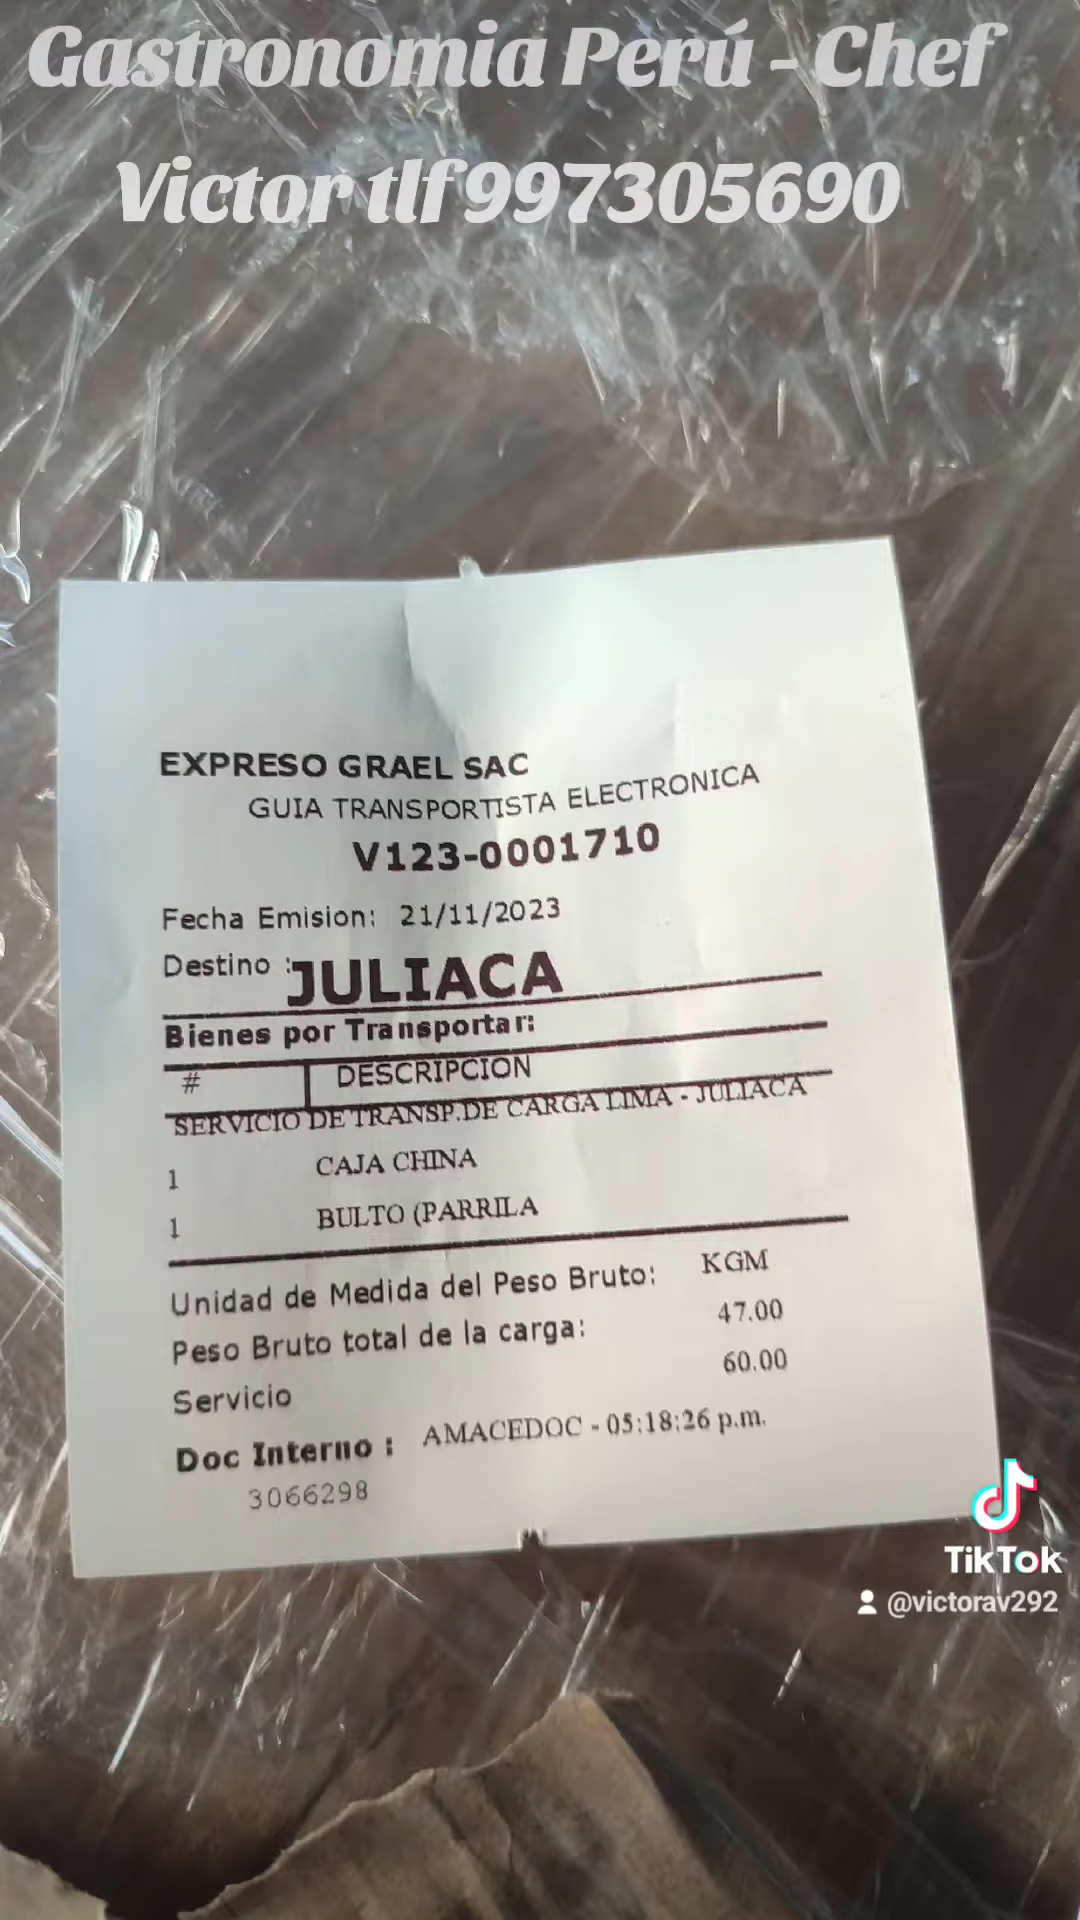 Gastronomia Perú - Chef
Victor tlf 997305690
EXPRESO GRAEL SAC
GUIA TRANSPORTISTA ELECTRONICA
V123-0001710
Fecha Emision: 21/11/2023
Destino :JULIACA
Bienes por Transportar:
# DESCRIPCION
SERVICIO DE TRANSP.DE CARGA LIMA - JULIACA
1 CAJA CHINA
1 BULTO (PARRILA
Unidad de Medida del Peso Bruto: KGM
Peso Bruto total de la carga: 47.00
Servicio 60.00
Doc Interno : AMACEDOC - 05:18:26 p.m.
3066298
TikTok
@victorav292